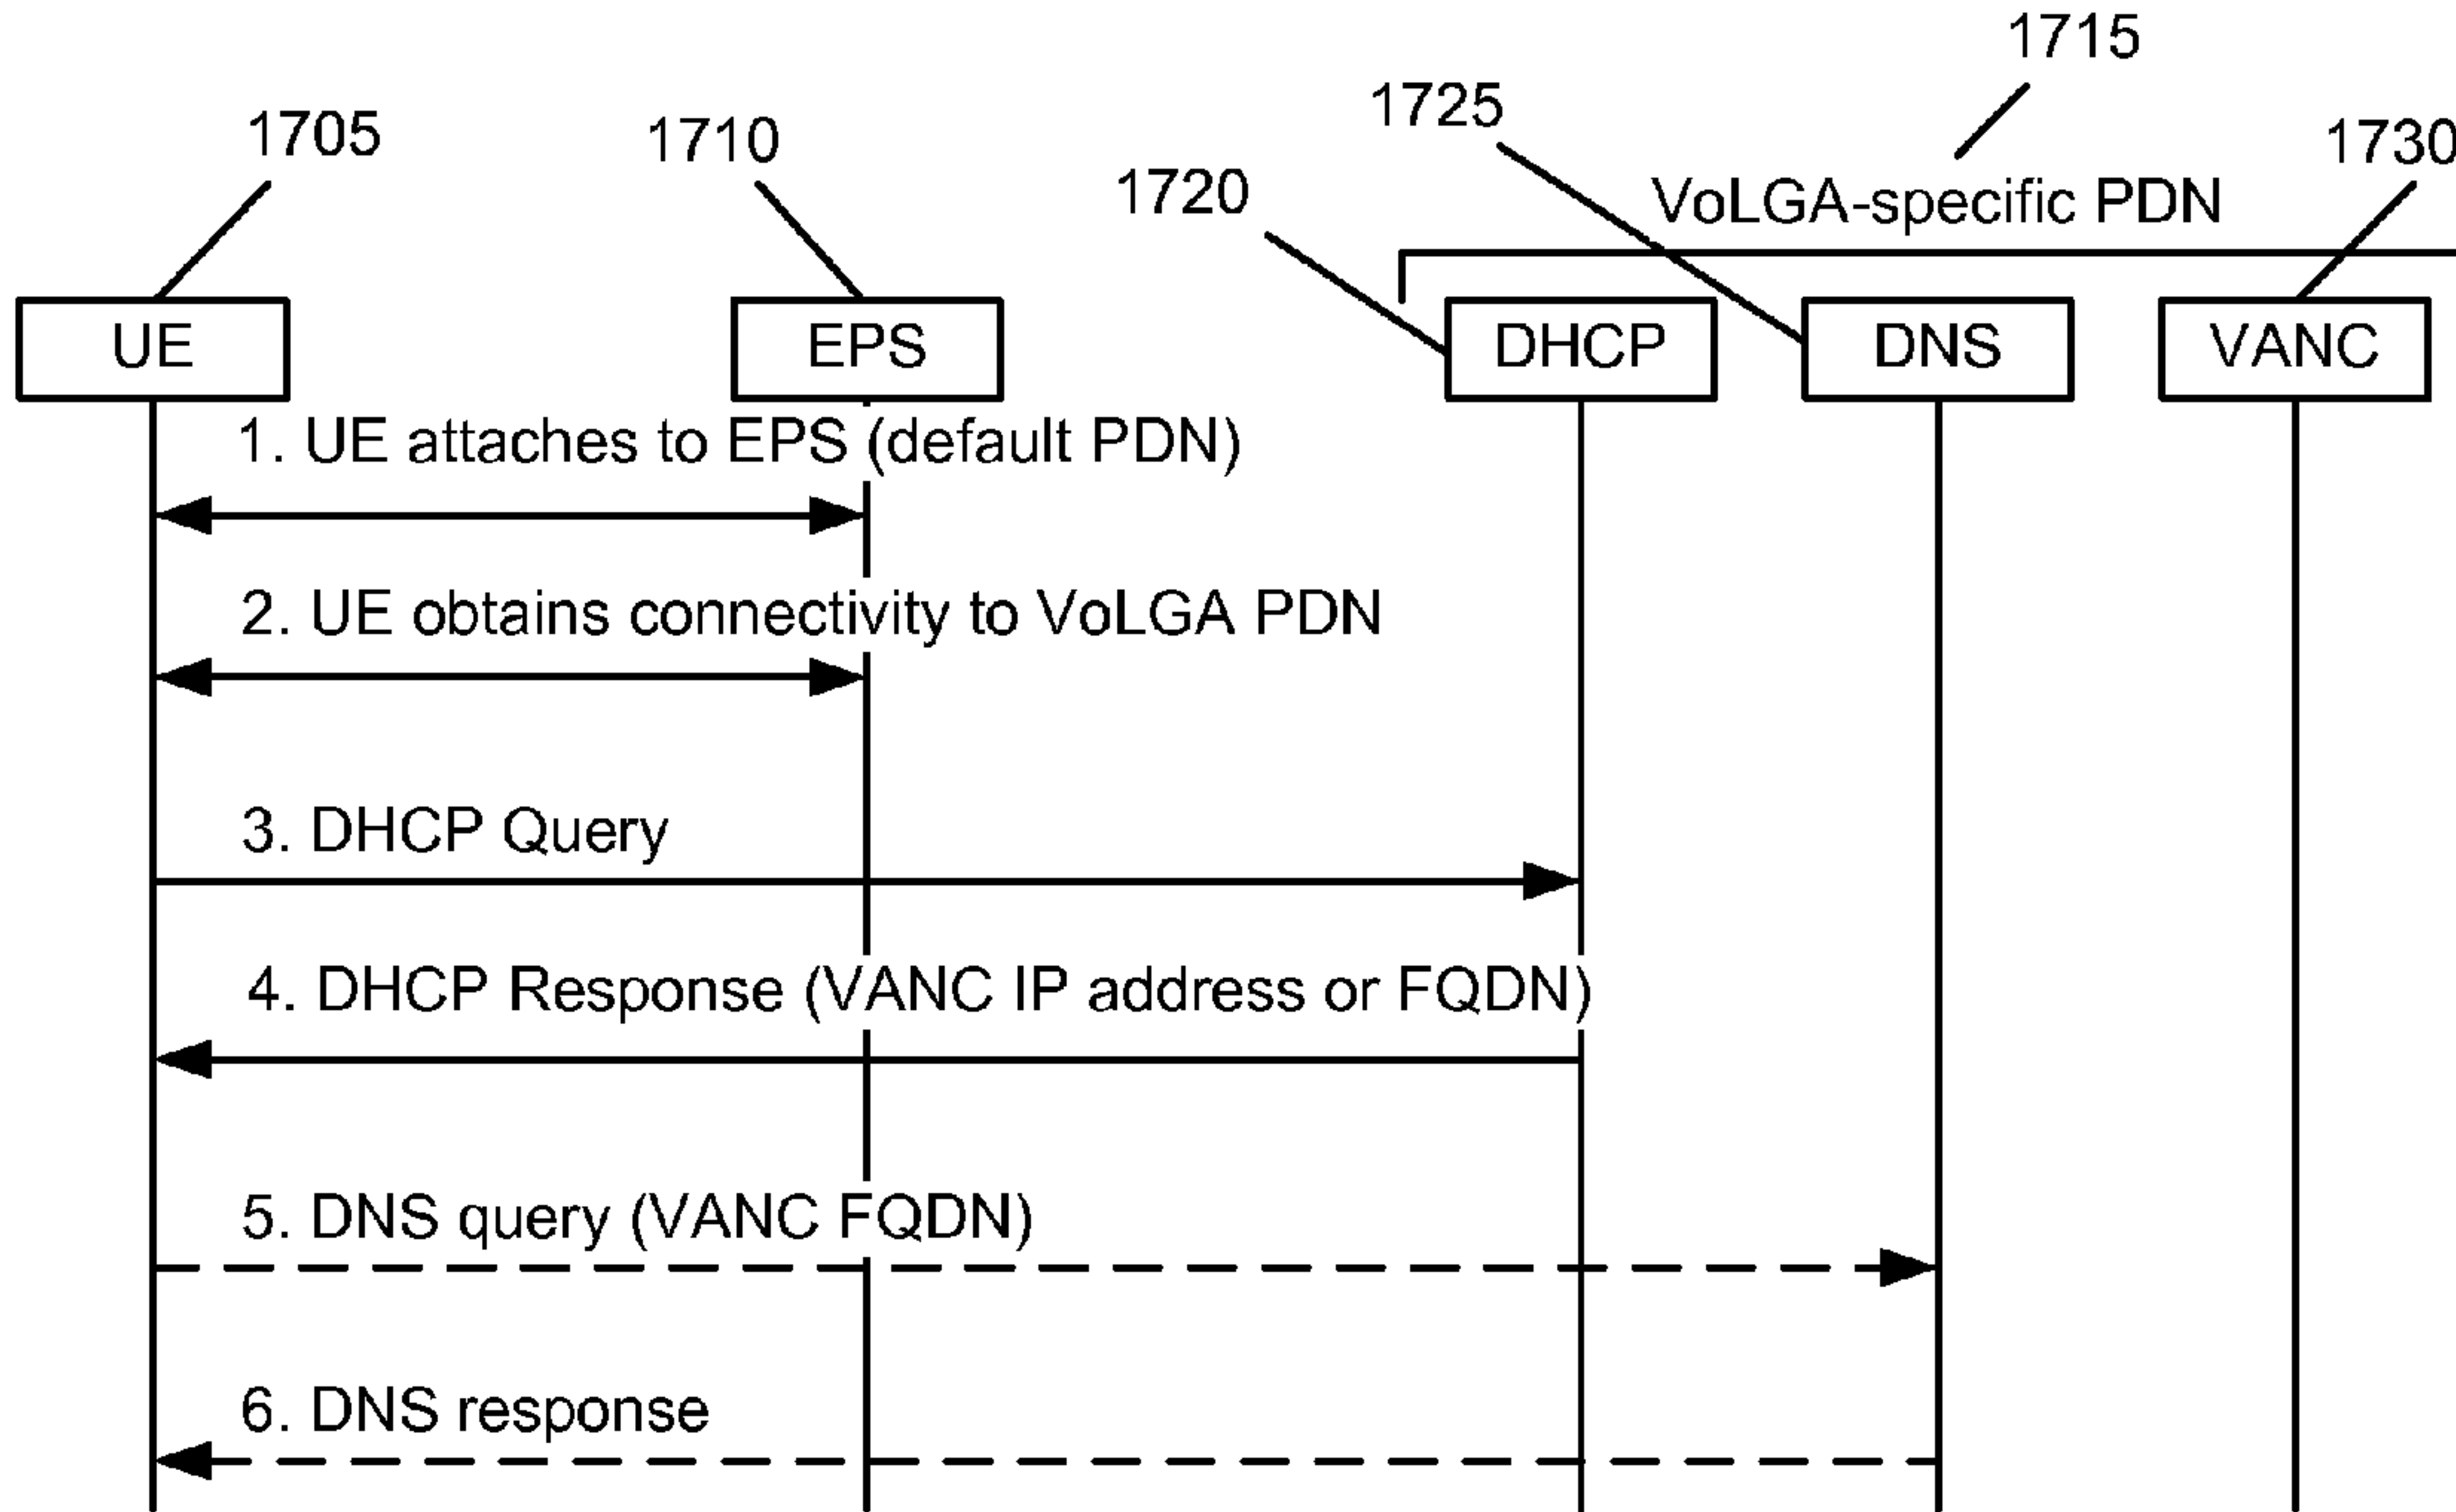 1715
1725
1705
1710
1730
1720
VoLGA-specific PDN
UE
EPS
DHCP
DNS
VANC
1. UE attaches to EPS (default PDN)
2. UE obtains connectivity to VoLGA PDN
3. DHCP Query
4. DHCP Response (VANC IP address or FQDN)
5. DNS query (VANC FQDN)
6. DNS response